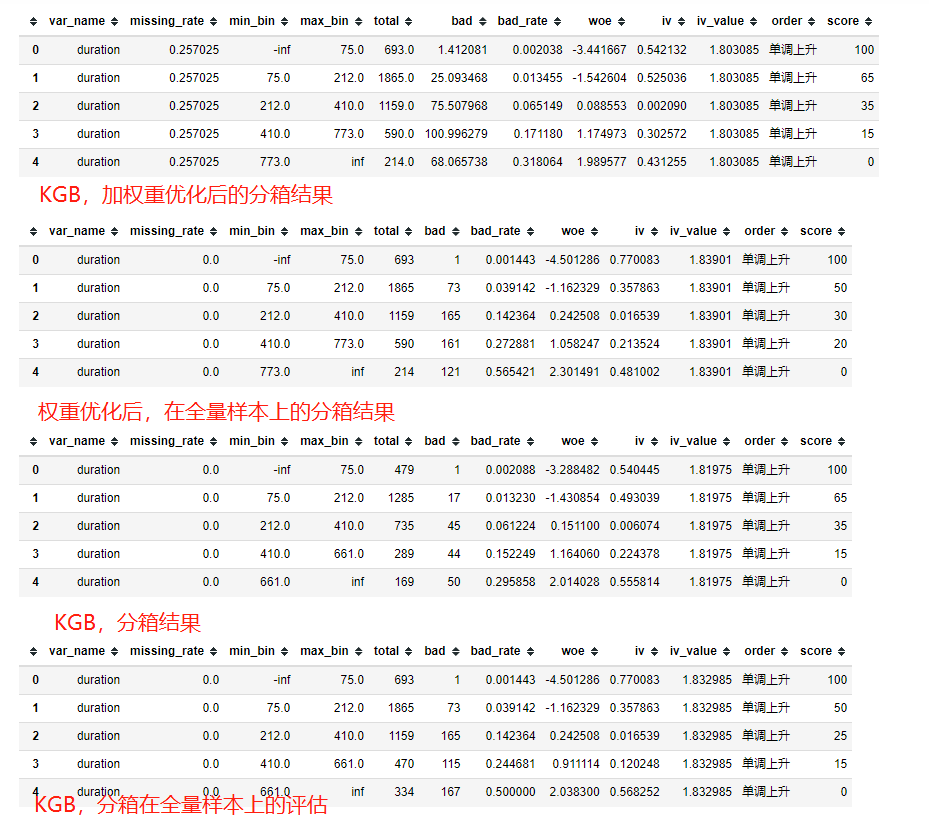 var_name missing_rate min_bin max_bin total bad bad_rate woe iv iv_value order score
0 duration 0.257025 -inf 75.0 693.0 1.412081 0.002038 -3.441667 0.542132 1.803085 单调上升 100
1 duration 0.257025 75.0 212.0 1865.0 25.093468 0.013455 -1.542604 0.525036 1.803085 单调上升 65
2 duration 0.257025 212.0 410.0 1159.0 75.507968 0.065149 0.088553 0.002090 1.803085 单调上升 35
3 duration 0.257025 410.0 773.0 590.0 100.996279 0.171180 1.174973 0.302572 1.803085 单调上升 15
4 duration 0.257025 773.0 inf 214.0 68.065738 0.318064 1.989577 0.431255 1.803085 单调上升 0
KGB，加权重优化后的分箱结果
var_name missing_rate min_bin max_bin total bad bad_rate woe iv iv_value order score
0 duration 0.0 -inf 75.0 693 1 0.001443 -4.501286 0.770083 1.83901 单调上升 100
1 duration 0.0 75.0 212.0 1865 73 0.039142 -1.162329 0.357863 1.83901 单调上升 50
2 duration 0.0 212.0 410.0 1159 165 0.142364 0.242508 0.016539 1.83901 单调上升 30
3 duration 0.0 410.0 773.0 590 161 0.272881 1.058247 0.213524 1.83901 单调上升 20
4 duration 0.0 773.0 inf 214 121 0.565421 2.301491 0.481002 1.83901 单调上升 0
权重优化后，在全量样本上的分箱结果
var_name missing_rate min_bin max_bin total bad bad_rate woe iv iv_value order score
0 duration 0.0 -inf 75.0 479 1 0.002088 -3.288482 0.540445 1.81975 单调上升 100
1 duration 0.0 75.0 212.0 1285 17 0.013230 -1.430854 0.493039 1.81975 单调上升 65
2 duration 0.0 212.0 410.0 735 45 0.061224 0.151100 0.006074 1.81975 单调上升 35
3 duration 0.0 410.0 661.0 289 44 0.152249 1.164060 0.224378 1.81975 单调上升 15
4 duration 0.0 661.0 inf 169 50 0.295858 2.014028 0.555814 1.81975 单调上升 0
KGB，分箱结果
var_name missing_rate min_bin max_bin total bad bad_rate woe iv iv_value order score
0 duration 0.0 -inf 75.0 693 1 0.001443 -4.501286 0.770083 1.832985 单调上升 100
1 duration 0.0 75.0 212.0 1865 73 0.039142 -1.162329 0.357863 1.832985 单调上升 50
2 duration 0.0 212.0 410.0 1159 165 0.142364 0.242508 0.016539 1.832985 单调上升 25
3 duration 0.0 410.0 661.0 470 115 0.244681 0.911114 0.120248 1.832985 单调上升 15
4 duration 0.0 661.0 inf 334 167 0.500000 2.038300 0.568252 1.832985 单调上升 0
KGB，分箱在全量样本上的评估